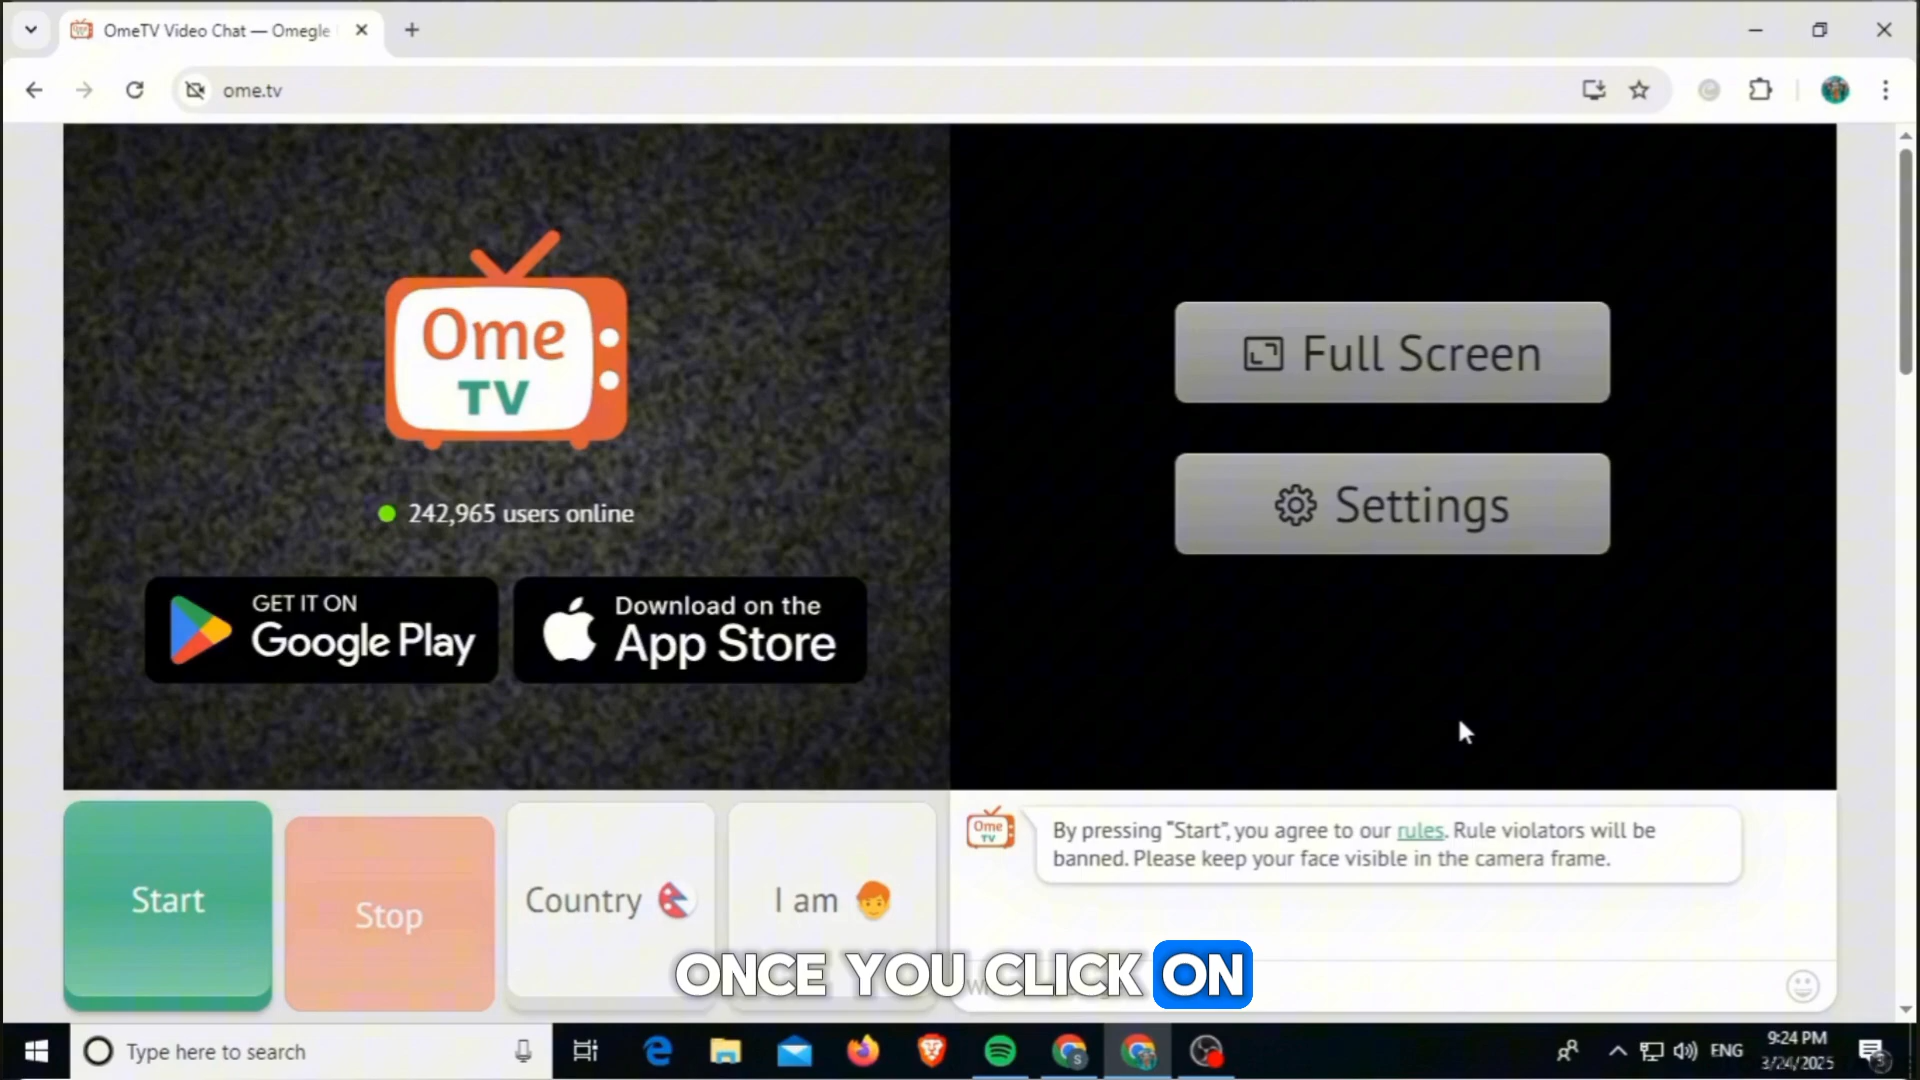 OmeTV Video Chat — Omegle
ome.tv
Ome
TV
242,965 users online
GET IT ON
Google Play
Download on the
App Store
Full Screen
Settings
Start
Stop
Country
I am
Ome
TV
By pressing "Start", you agree to our rules. Rule violators will be
banned. Please keep your face visible in the camera frame.
ONCE YOU CLICK ON
Type here to search
S
ENG
9:24 PM
3/24/2025
3